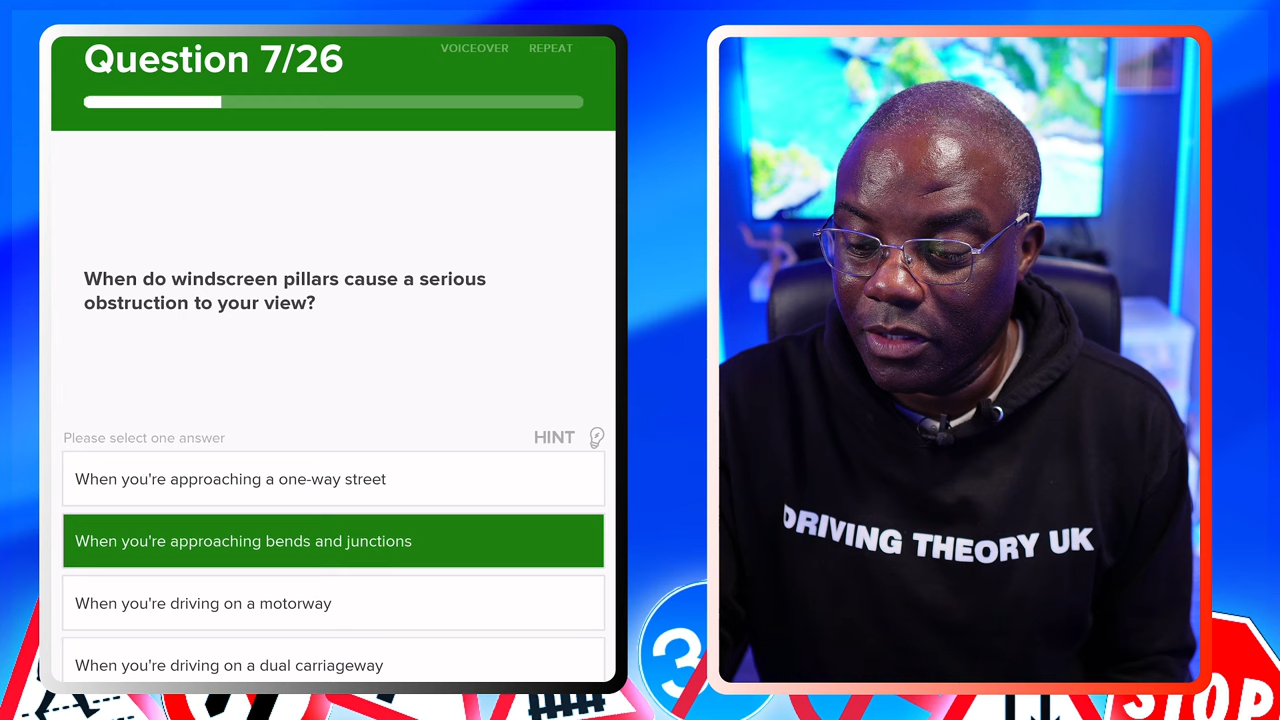 Question 7/26
VOICEOVER REPEAT
When do windscreen pillars cause a serious
obstruction to your view?
Please select one answer
HINT
When you're approaching a one-way street
When you're approaching bends and junctions
When you're driving on a motorway
When you're driving on a dual carriageway
DRIVING THEORY UK
3
STOP